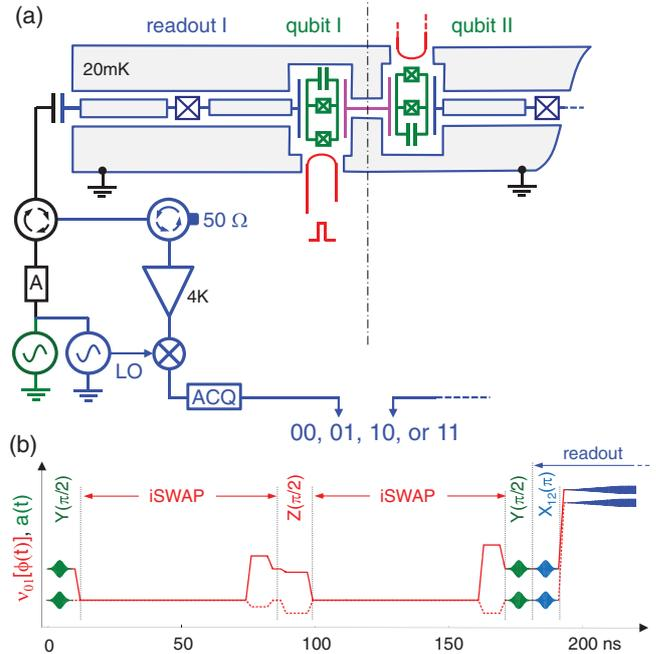 (a)
readout I
qubit I
qubit II
20mK
50 Ω
A
4K
LO
ACQ
00, 01, 10, or 11
(b)
readout
ν01[ϕ(t)], a(t)
Y(π/2)
iSWAP
Z(π/2)
iSWAP
Y(π/2)
X12(π)
0
50
100
150
200 ns